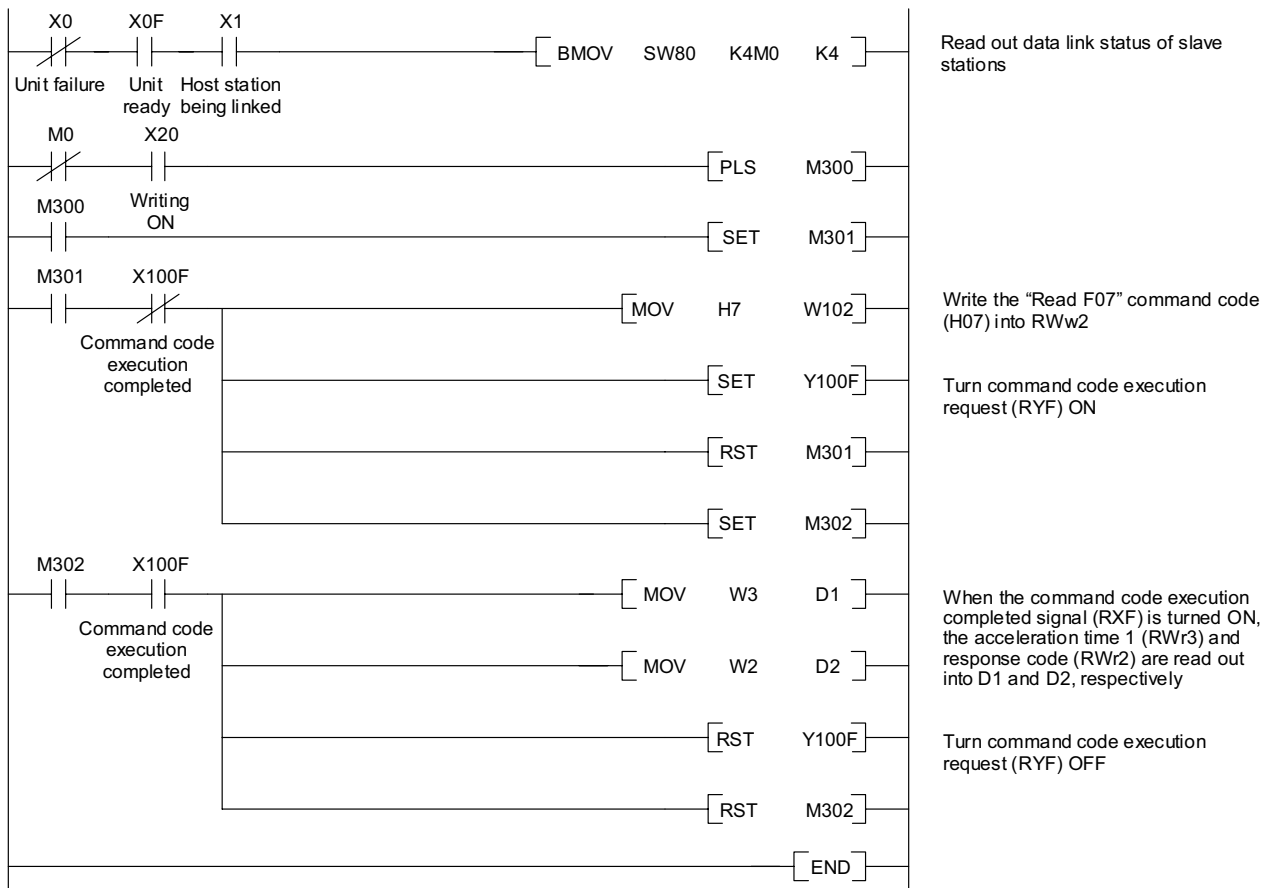 X0 X0F X1
BMOV SW80 K4M0 K4
Read out data link status of slave
stations
Unit failure Unit Host station
ready being linked
M0 X20
PLS M300
Writing
ON
M300
SET M301
M301 X100F
MOV H7 W102
Write the “Read F07” command code
(H07) into RWw2
Command code
execution
completed
SET Y100F
Turn command code execution
request (RYF) ON
RST M301
SET M302
M302 X100F
MOV W3 D1
When the command code execution
completed signal (RXF) is turned ON,
the acceleration time 1 (RWr3) and
response code (RWr2) are read out
into D1 and D2, respectively
Command code
execution
completed
MOV W2 D2
RST Y100F
Turn command code execution
request (RYF) OFF
RST M302
END